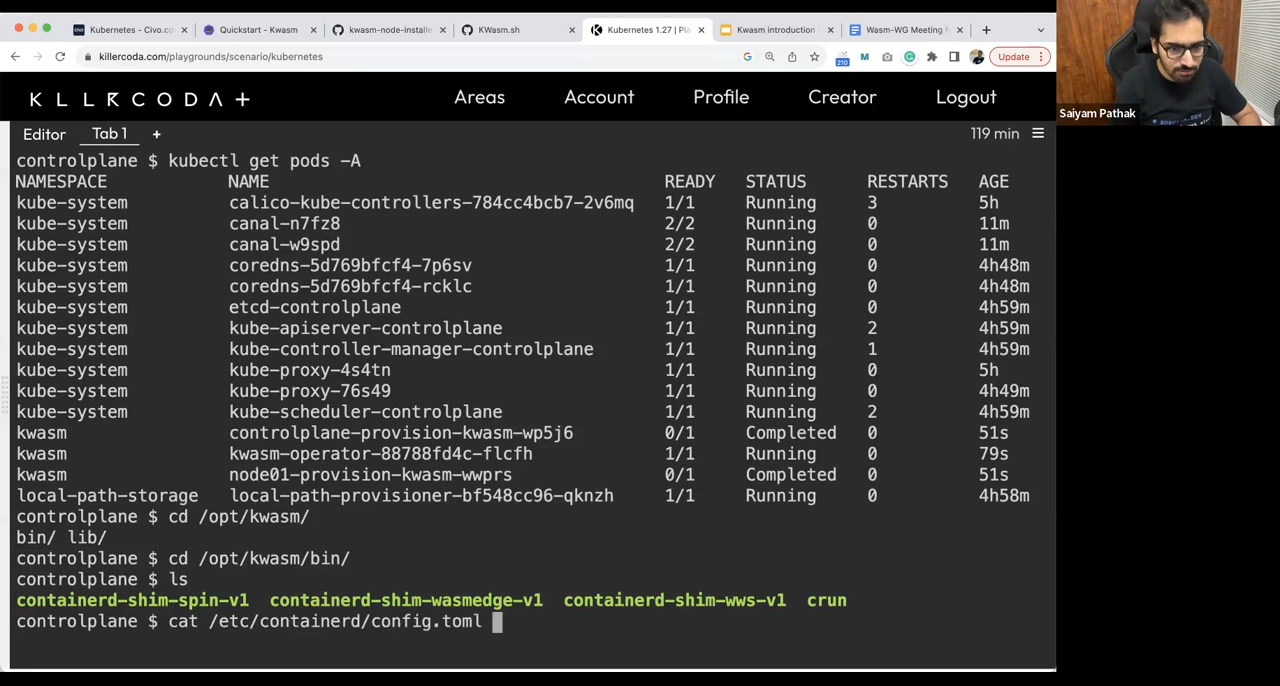 Kubernetes - Civo.co
Quickstart - Kwasm
kwasm-node-installe
KWasm.sh
Kubernetes 1.27 | Pla
Kwasm introduction -
Wasm-WG Meeting N
killercoda.com/playgrounds/scenario/kubernetes
210
M
Update
KLLRCODA+
Areas
Account
Profile
Creator
Logout
Saiyam Pathak
Editor
Tab 1
+
119 min
controlplane $ kubectl get pods -A
NAMESPACE NAME READY STATUS RESTARTS AGE
kube-system calico-kube-controllers-784cc4bcb7-2v6mq 1/1 Running 3 5h
kube-system canal-n7fz8 2/2 Running 0 11m
kube-system canal-w9spd 2/2 Running 0 11m
kube-system coredns-5d769bfcf4-7p6sv 1/1 Running 0 4h48m
kube-system coredns-5d769bfcf4-rcklc 1/1 Running 0 4h48m
kube-system etcd-controlplane 1/1 Running 0 4h59m
kube-system kube-apiserver-controlplane 1/1 Running 2 4h59m
kube-system kube-controller-manager-controlplane 1/1 Running 1 4h59m
kube-system kube-proxy-4s4tn 1/1 Running 0 5h
kube-system kube-proxy-76s49 1/1 Running 0 4h49m
kube-system kube-scheduler-controlplane 1/1 Running 2 4h59m
kwasm controlplane-provision-kwasm-wp5j6 0/1 Completed 0 51s
kwasm kwasm-operator-88788fd4c-flcfh 1/1 Running 0 79s
kwasm node01-provision-kwasm-wwprs 0/1 Completed 0 51s
local-path-storage local-path-provisioner-bf548cc96-qknzh 1/1 Running 0 4h58m
controlplane $ cd /opt/kwasm/
bin/ lib/
controlplane $ cd /opt/kwasm/bin/
controlplane $ ls
containerd-shim-spin-v1 containerd-shim-wasmedge-v1 containerd-shim-wws-v1 crun
controlplane $ cat /etc/containerd/config.toml